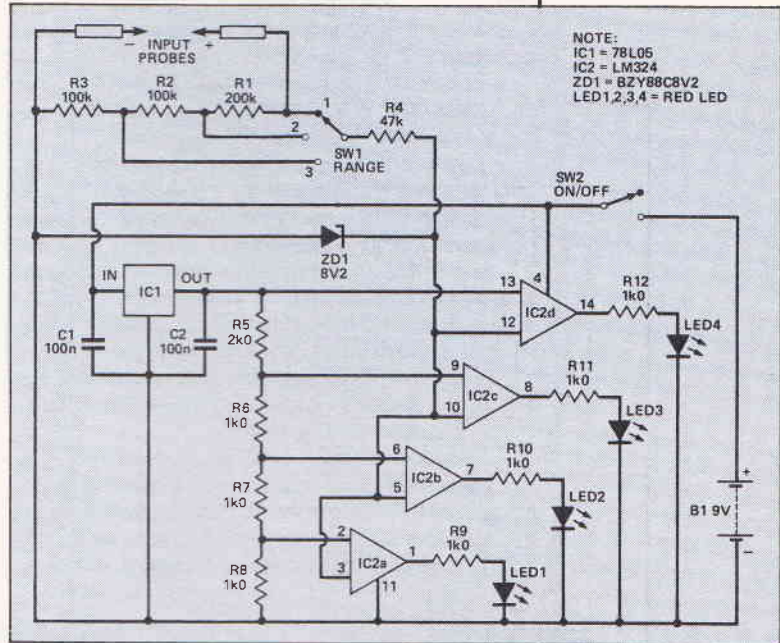 − INPUT PROBES +
R3
100k
R2
100k
R1
200k
1
2
3
SW1
RANGE
R4
47k
NOTE:
IC1 = 78L05
IC2 = LM324
ZD1 = BZY88C8V2
LED1,2,3,4 = RED LED
SW2
ON/OFF
ZD1
8V2
IN
IC1
OUT
C1
100n
C2
100n
R5
2k0
R6
1k0
R7
1k0
R8
1k0
13
12
4
IC2d
14
R12
1k0
LED4
9
10
IC2c
8
R11
1k0
LED3
6
5
IC2b
7
R10
1k0
LED2
2
3
IC2a
1
11
R9
1k0
LED1
+
B1 9V
−